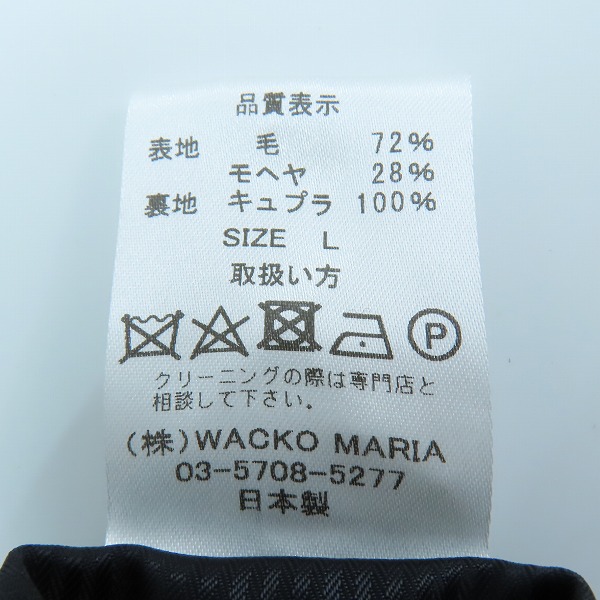 品質表示
表地 毛 72%
モヘヤ 28%
裏地 キュプラ 100%
SIZE L
取扱い方
P
クリーニングの際は専門店と
相談して下さい。
(株)WACKO MARIA
03-5708-5277
日本製